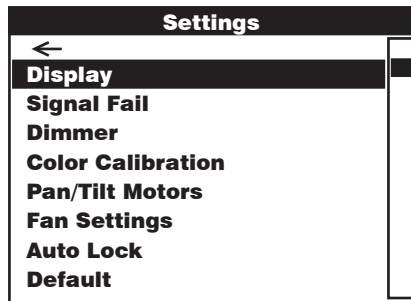 Settings
←
Display
Signal Fail
Dimmer
Color Calibration
Pan/Tilt Motors
Fan Settings
Auto Lock
Default